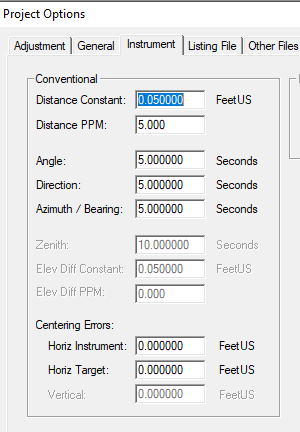 Project Options
Adjustment General Instrument Listing File Other Files
Conventional
Distance Constant: 0.050000 FeetUS
Distance PPM: 5.000
Angle: 5.000000 Seconds
Direction: 5.000000 Seconds
Azimuth / Bearing: 5.000000 Seconds
Zenith: 10.000000 Seconds
Elev Diff Constant: 0.050000 FeetUS
Elev Diff PPM: 0.000
Centering Errors:
Horiz Instrument: 0.000000 FeetUS
Horiz Target: 0.000000 FeetUS
Vertical: 0.000000 FeetUS